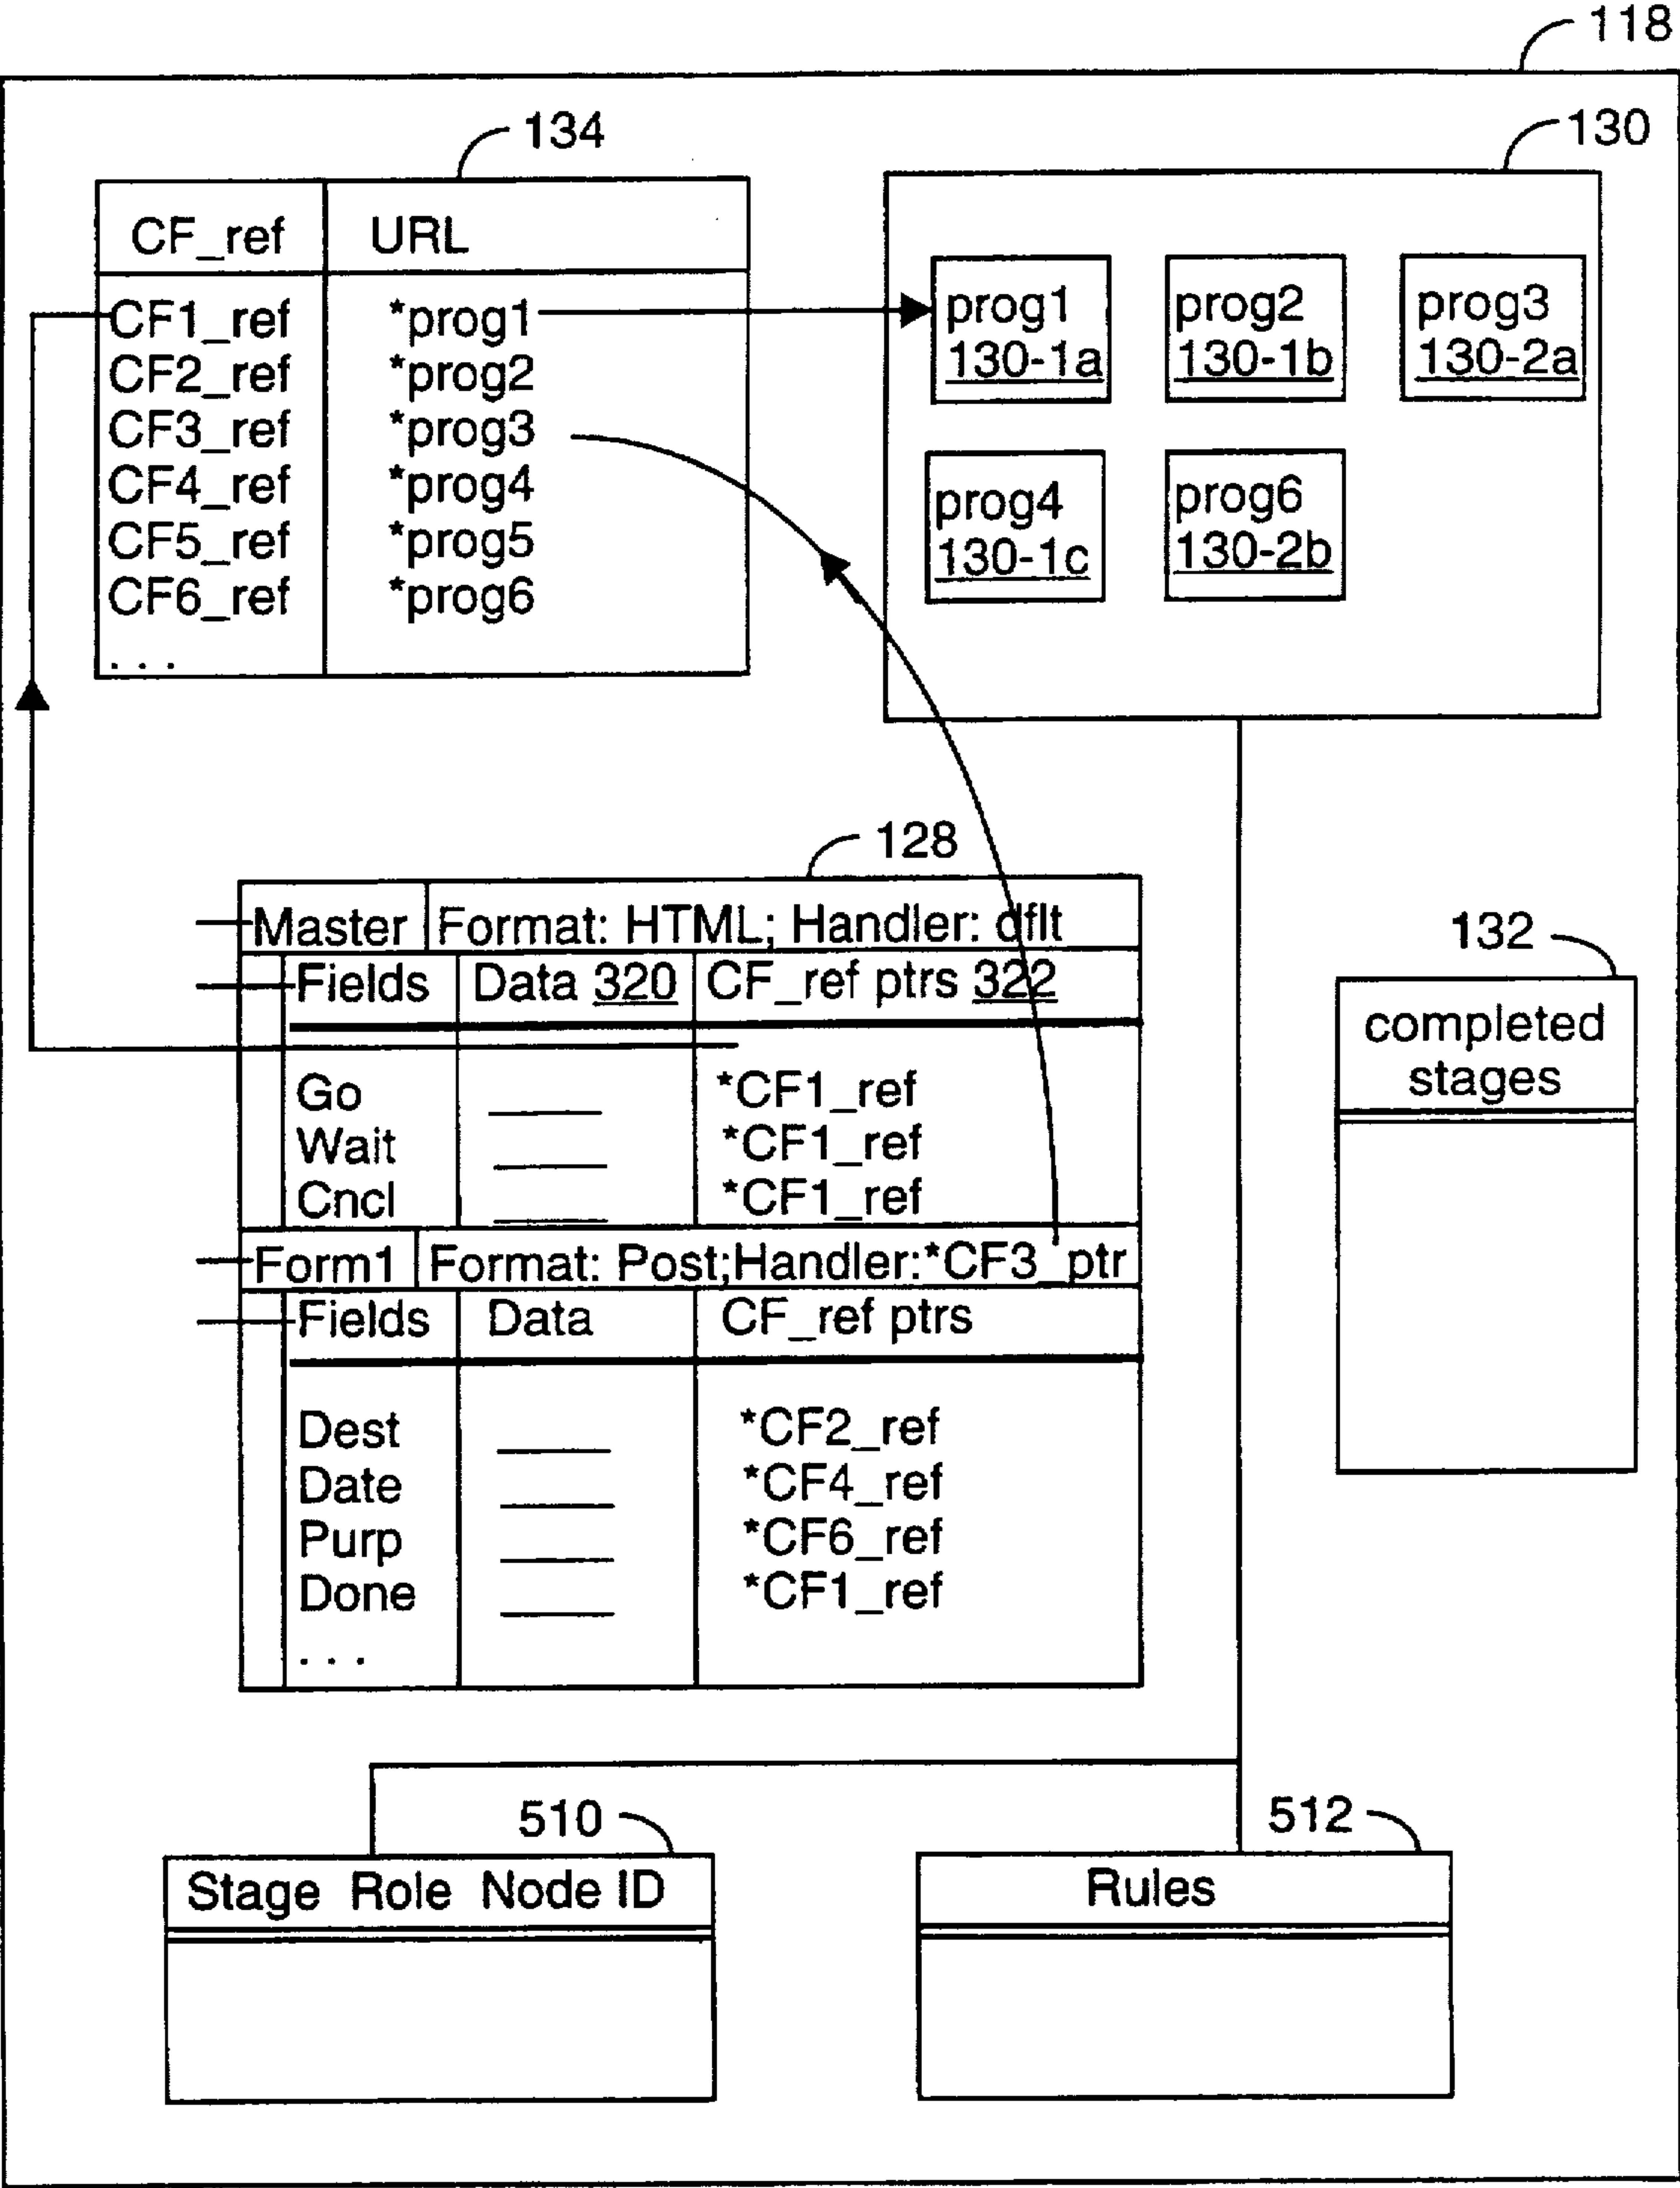 118
134
130
CF_ref URL
CF1_ref *prog1
CF2_ref *prog2
CF3_ref *prog3
CF4_ref *prog4
CF5_ref *prog5
CF6_ref *prog6
. . .
prog1
130-1a
prog2
130-1b
prog3
130-2a
prog4
130-1c
prog6
130-2b
128
Master Format: HTML; Handler: dflt
Fields Data 320 CF_ref ptrs 322
Go *CF1_ref
Wait *CF1_ref
Cncl *CF1_ref
Form1 Format: Post;Handler:*CF3_ptr
Fields Data CF_ref ptrs
Dest *CF2_ref
Date *CF4_ref
Purp *CF6_ref
Done *CF1_ref
. . .
132
completed
stages
510
Stage Role Node ID
512
Rules